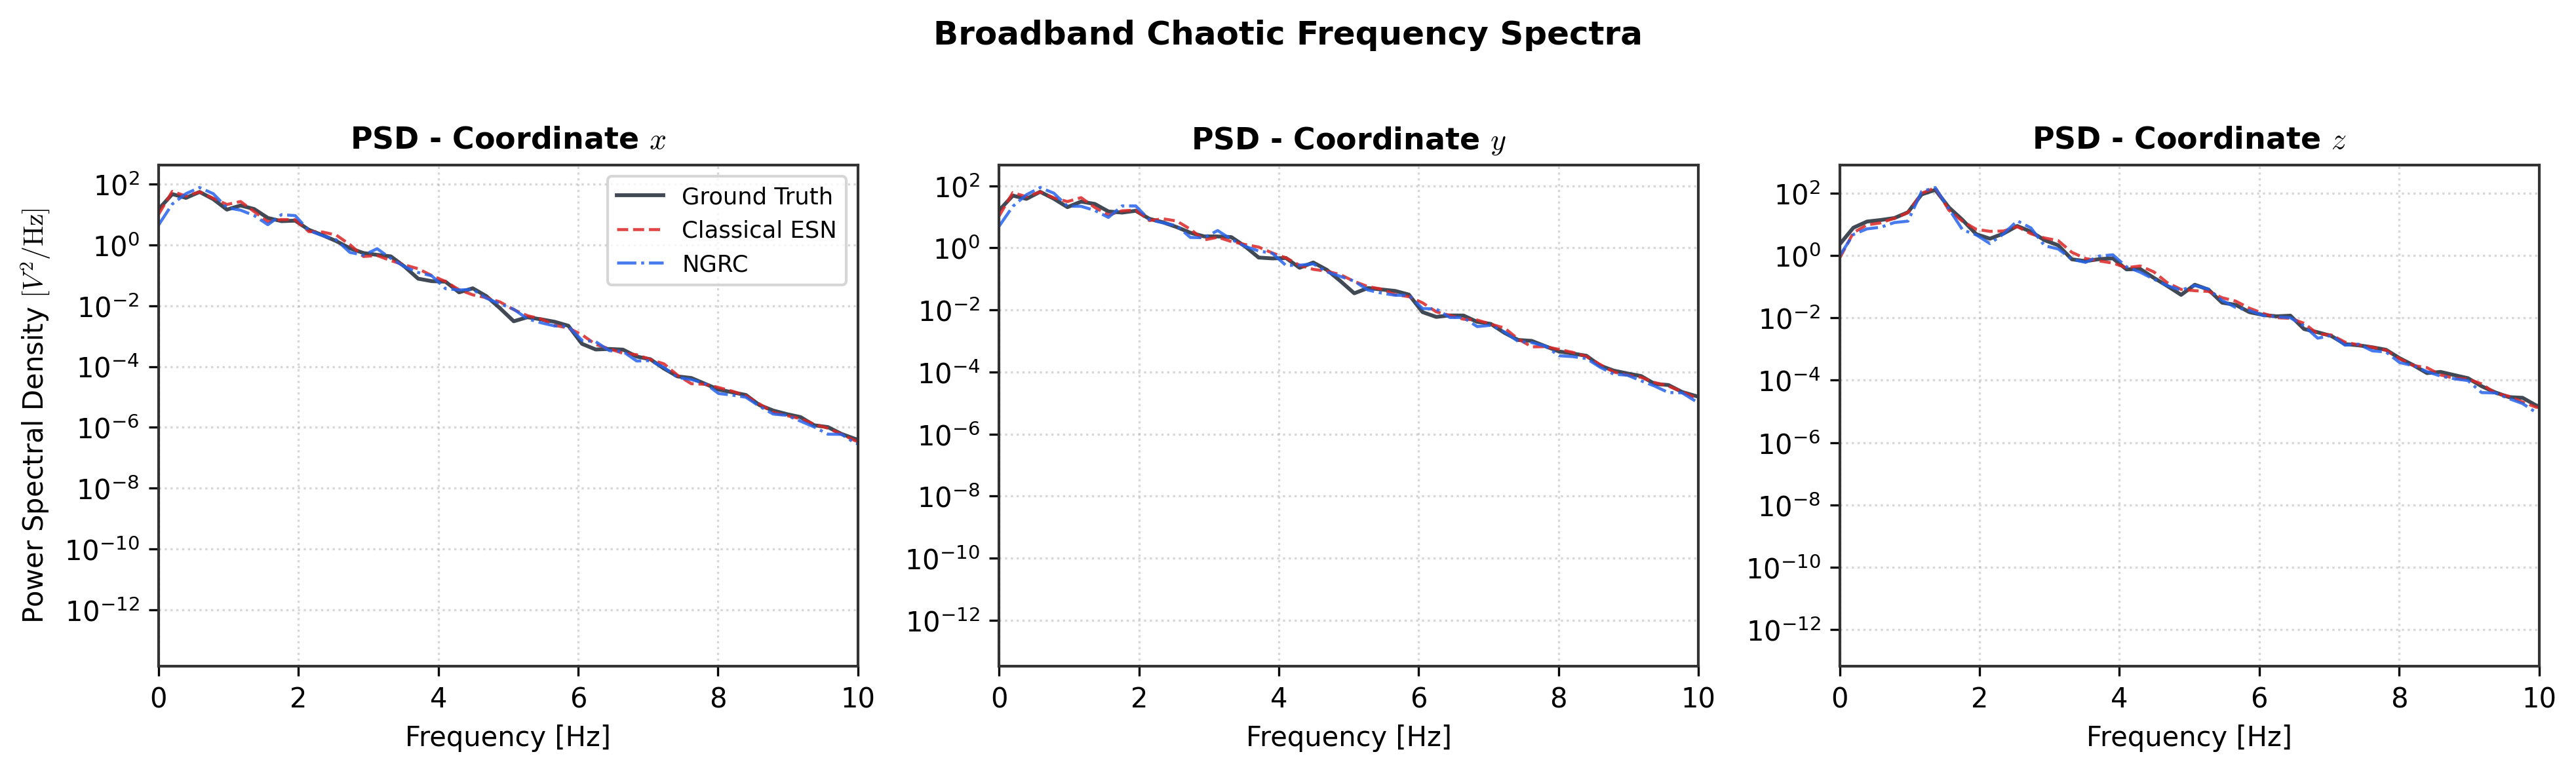 Broadband Chaotic Frequency Spectra
PSD - Coordinate x
Power Spectral Density [V²/Hz]
10²
10⁰
10⁻²
10⁻⁴
10⁻⁶
10⁻⁸
10⁻¹⁰
10⁻¹²
Ground Truth
Classical ESN
NGRC
0 2 4 6 8 10
Frequency [Hz]
PSD - Coordinate y
10²
10⁰
10⁻²
10⁻⁴
10⁻⁶
10⁻⁸
10⁻¹⁰
10⁻¹²
0 2 4 6 8 10
Frequency [Hz]
PSD - Coordinate z
10²
10⁰
10⁻²
10⁻⁴
10⁻⁶
10⁻⁸
10⁻¹⁰
10⁻¹²
0 2 4 6 8 10
Frequency [Hz]